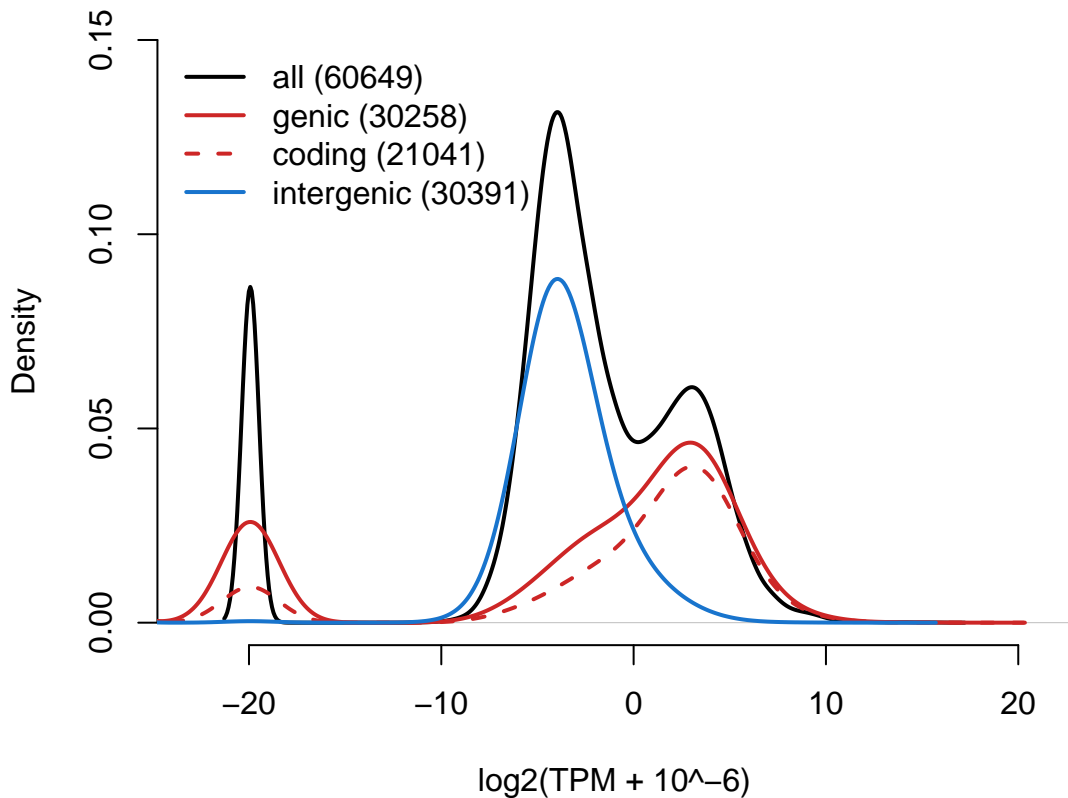 0.15
all (60649)
genic (30258)
coding (21041)
intergenic (30391)
0.10
Density
0.05
0.00
−20 −10 0 10 20
log2(TPM + 10^−6)